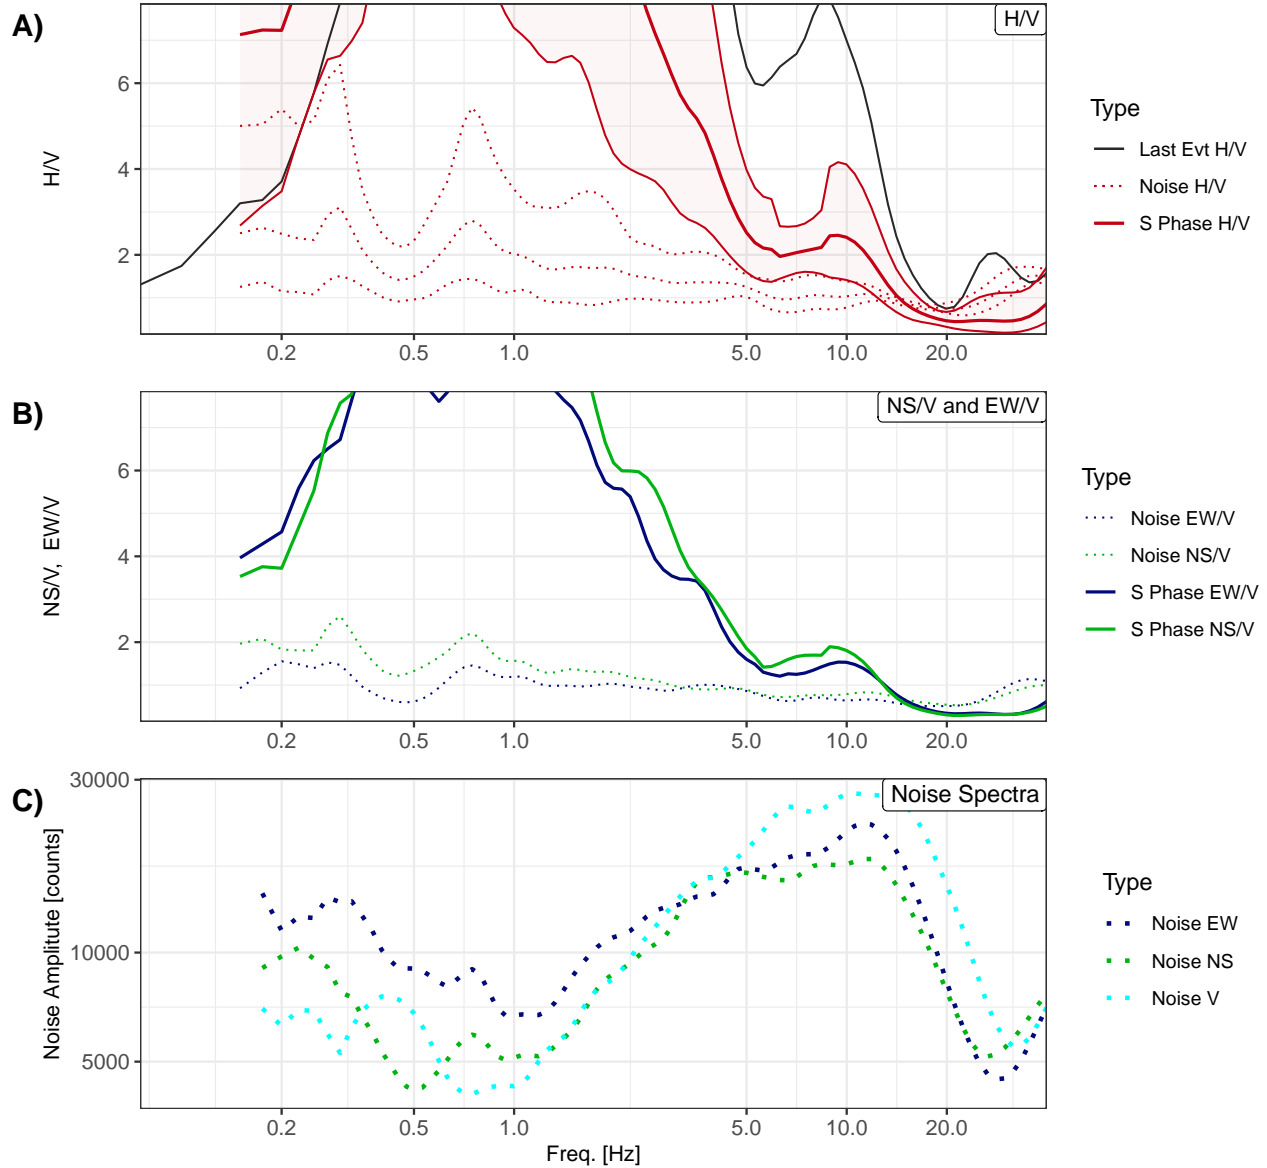 A)
H/V
6
4
2
H/V
0.2 0.5 1.0 5.0 10.0 20.0
Type
Last Evt H/V
Noise H/V
S Phase H/V
B)
NS/V and EW/V
6
4
2
NS/V, EW/V
0.2 0.5 1.0 5.0 10.0 20.0
Type
Noise EW/V
Noise NS/V
S Phase EW/V
S Phase NS/V
C)
Noise Spectra
30000
10000
5000
Noise Amplitute [counts]
0.2 0.5 1.0 5.0 10.0 20.0
Freq. [Hz]
Type
Noise EW
Noise NS
Noise V